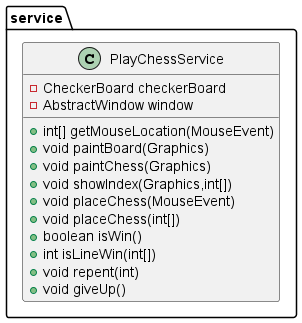 service
C PlayChessService
CheckerBoard checkerBoard
AbstractWindow window
int[] getMouseLocation(MouseEvent)
void paintBoard(Graphics)
void paintChess(Graphics)
void showIndex(Graphics,int[])
void placeChess(MouseEvent)
void placeChess(int[])
boolean isWin()
int isLineWin(int[])
void repent(int)
void giveUp()